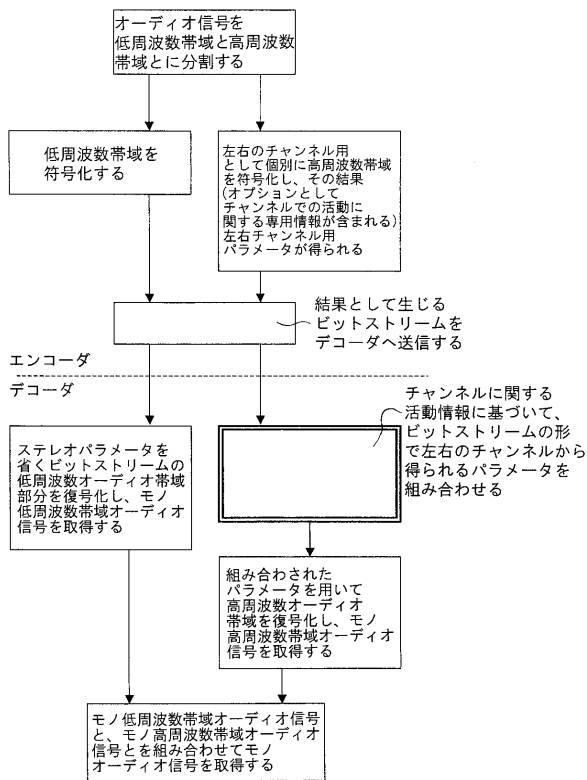 オーディオ信号を
低周波数帯域と高周波数
帯域とに分割する
低周波数帯域を
符号化する
左右のチャンネル用
として個別に高周波数帯域
を符号化し、その結果
(オプションとして
チャンネルでの活動に
関する専用情報が含まれる)
左右チャンネル用
パラメータが得られる
結果として生じる
ビットストリームを
デコーダへ送信する
エンコーダ
デコーダ
チャンネルに関する
活動情報に基づいて、
ビットストリームの形
で左右のチャンネルから
得られるパラメータを
組み合わせる
ステレオパラメータを
省くビットストリームの
低周波数オーディオ帯域
部分を復号化し、モノ
低周波数帯域オーディオ
信号を取得する
組み合わされた
パラメータを用いて
高周波数オーディオ
帯域を復号化し、モノ
高周波数帯域オーディオ
信号を取得する
モノ低周波数帯域オーディオ信号
と、モノ高周波数帯域オーディオ
信号とを組み合わせてモノ
オーディオ信号を取得する